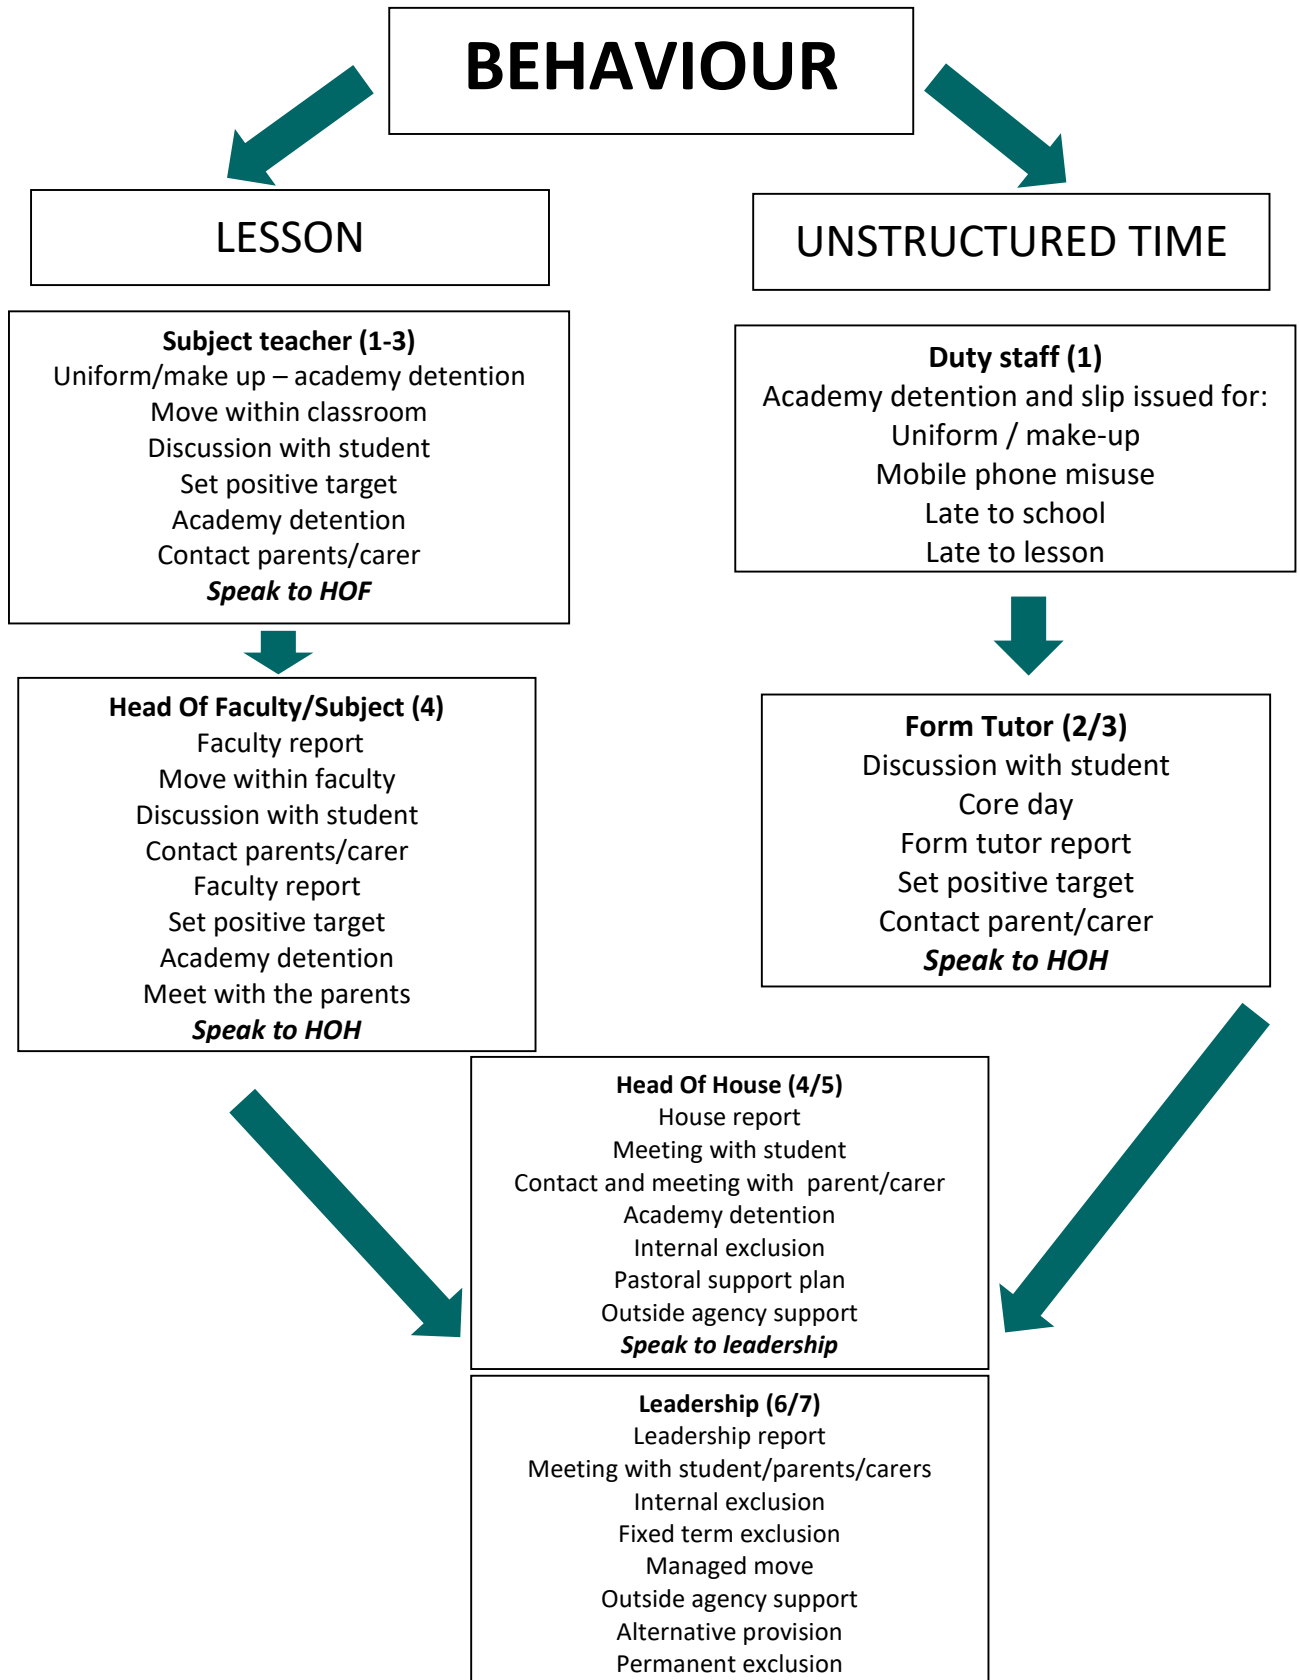 BEHAVIOUR
LESSON
UNSTRUCTURED TIME
Subject teacher (1-3)
Uniform/make up – academy detention
Move within classroom
Discussion with student
Set positive target
Academy detention
Contact parents/carer
Speak to HOF
Duty staff (1)
Academy detention and slip issued for:
Uniform / make-up
Mobile phone misuse
Late to school
Late to lesson
Head Of Faculty/Subject (4)
Faculty report
Move within faculty
Discussion with student
Contact parents/carer
Faculty report
Set positive target
Academy detention
Meet with the parents
Speak to HOH
Form Tutor (2/3)
Discussion with student
Core day
Form tutor report
Set positive target
Contact parent/carer
Speak to HOH
Head Of House (4/5)
House report
Meeting with student
Contact and meeting with  parent/carer
Academy detention
Internal exclusion
Pastoral support plan
Outside agency support
Speak to leadership
Leadership (6/7)
Leadership report
Meeting with student/parents/carers
Internal exclusion
Fixed term exclusion
Managed move
Outside agency support
Alternative provision
Permanent exclusion